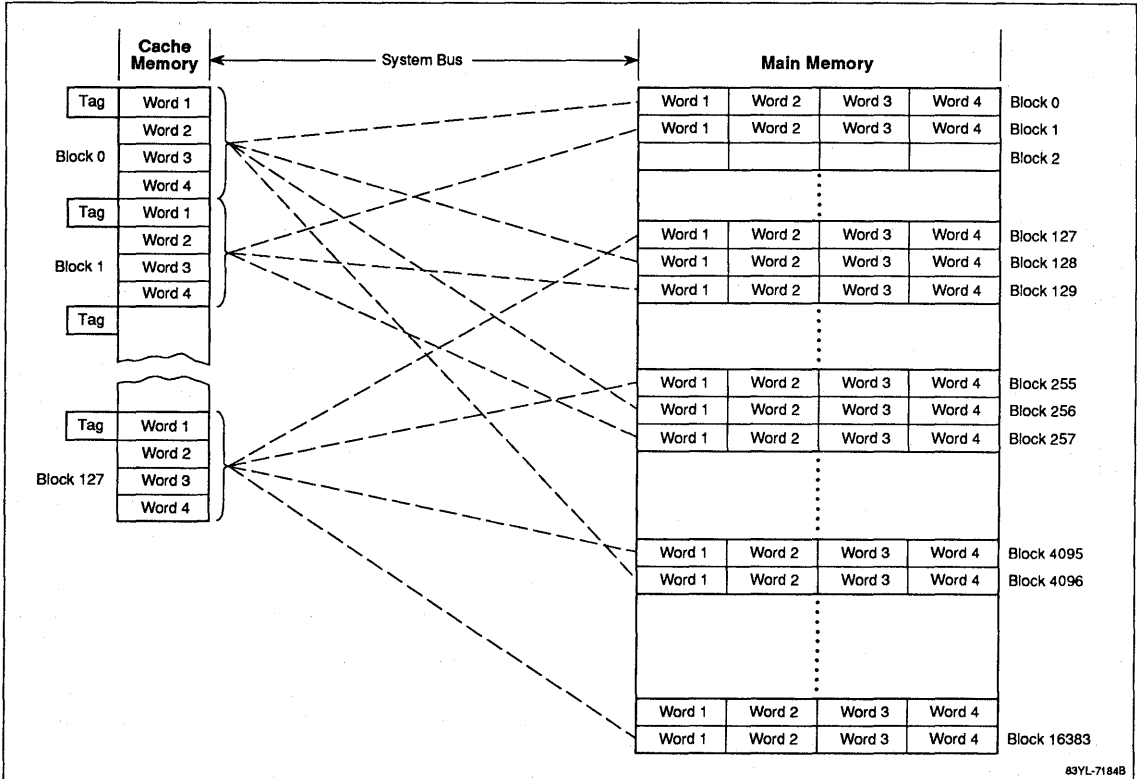 Cache Memory
System Bus
Main Memory
Tag Word 1
Word 2
Block 0 Word 3
Word 4
Tag Word 1
Word 2
Block 1 Word 3
Word 4
Tag
Tag Word 1
Word 2
Block 127 Word 3
Word 4
Word 1 Word 2 Word 3 Word 4 Block 0
Word 1 Word 2 Word 3 Word 4 Block 1
Block 2
Word 1 Word 2 Word 3 Word 4 Block 127
Word 1 Word 2 Word 3 Word 4 Block 128
Word 1 Word 2 Word 3 Word 4 Block 129
Word 1 Word 2 Word 3 Word 4 Block 255
Word 1 Word 2 Word 3 Word 4 Block 256
Word 1 Word 2 Word 3 Word 4 Block 257
Word 1 Word 2 Word 3 Word 4 Block 4095
Word 1 Word 2 Word 3 Word 4 Block 4096
Word 1 Word 2 Word 3 Word 4
Word 1 Word 2 Word 3 Word 4 Block 16383
83YL-7184B